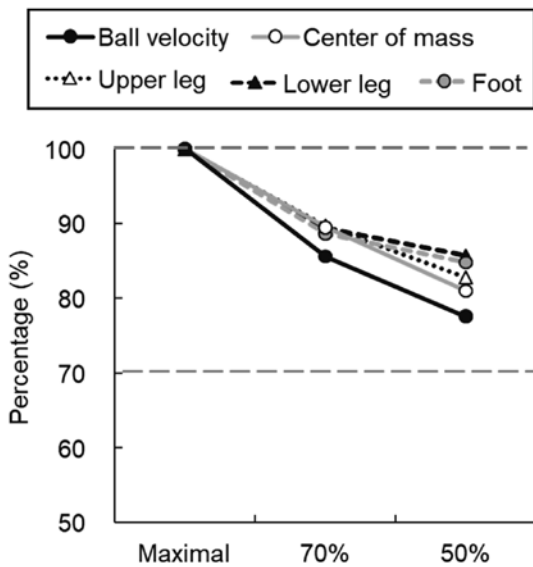 Ball velocity Center of mass
Upper leg Lower leg Foot
Percentage (%)
100
90
80
70
60
50
Maximal 70% 50%